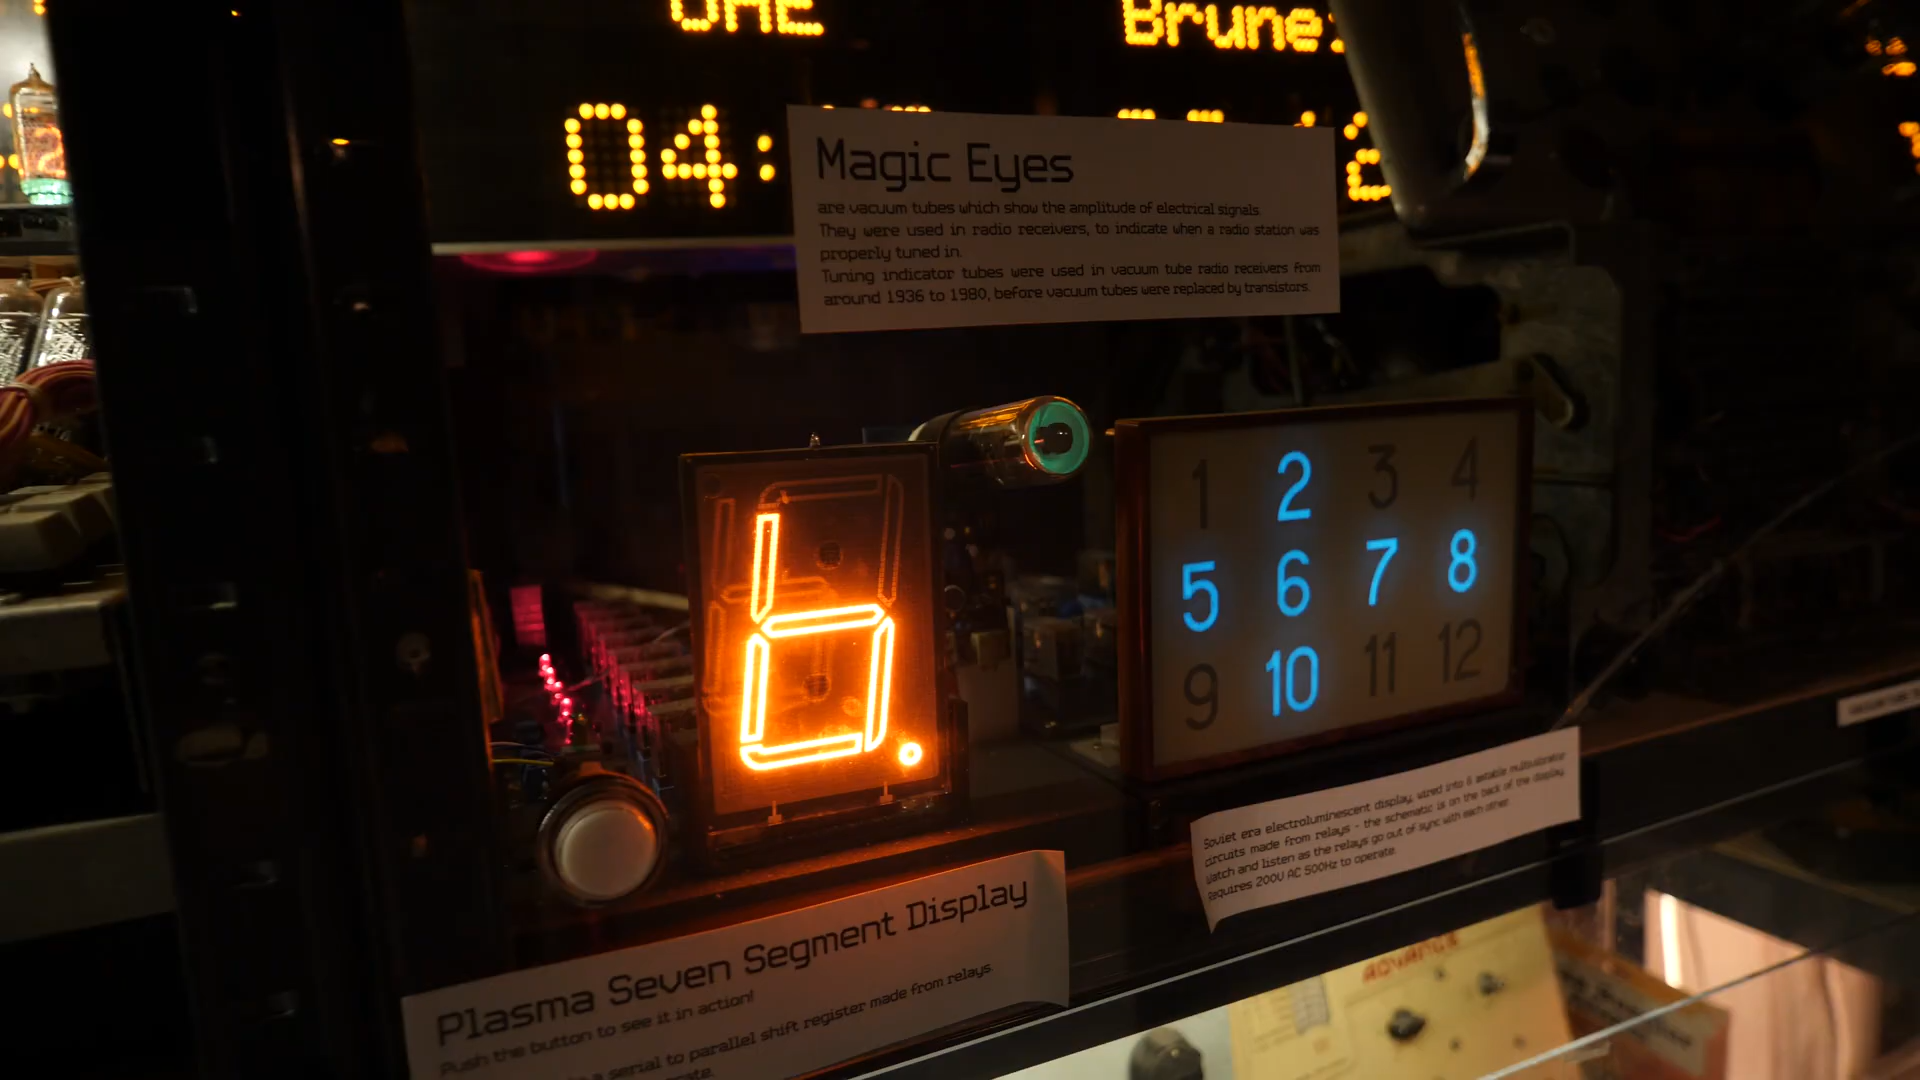 UAE
Brunei
04:
2
Magic Eyes
are vacuum tubes which show the amplitude of electrical signals.
They were used in radio receivers, to indicate when a radio station was
properly tuned in.
Tuning indicator tubes were used in vacuum tube radio receivers from
around 1936 to 1980, before vacuum tubes were replaced by transistors.
6.
1 2 3 4
5 6 7 8
9 10 11 12
Soviet era electroluminescent display, wired into 6 astable multivibrator
circuits made from relays - the schematic is on the back of the display.
Watch and listen as the relays go out of sync with each other.
Requires 200V AC 500Hz to operate.
Plasma Seven Segment Display
Push the button to see it in action!
a serial to parallel shift register made from relays.
ADVANCE